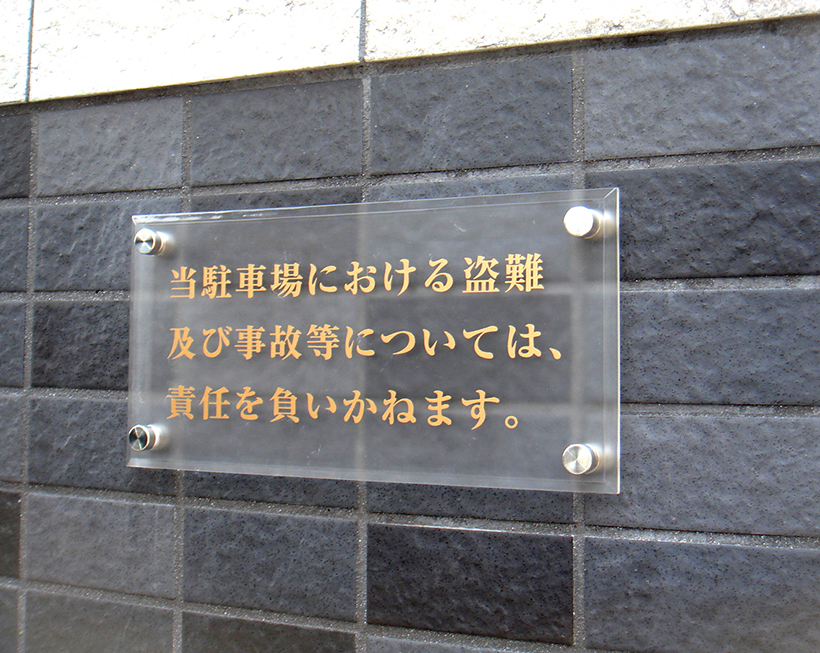 当駐車場における盗難
及び事故等については、
責任を負いかねます。